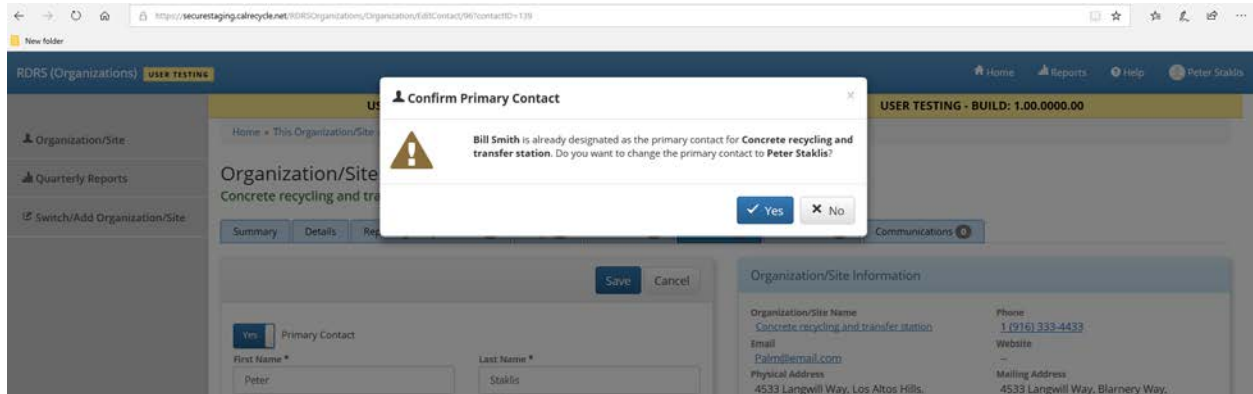 https://securestaging.calrecycle.net/RDRSOrganizations/Organization/EditContact/96?contactID=139
New folder
RDRS (Organizations) USER TESTING
Home
Reports
Help
Peter Staklis
USER TESTING - BUILD: 1.00.0000.00
Confirm Primary Contact
×
Bill Smith is already designated as the primary contact for Concrete recycling and
transfer station. Do you want to change the primary contact to Peter Staklis?
Yes
No
Organization/Site
Quarterly Reports
Switch/Add Organization/Site
Home » This Organization/Site
Organization/Site
Concrete recycling and tra
Summary
Details
Communications 0
Save
Cancel
Yes
Primary Contact
First Name *
Last Name *
Peter
Staklis
Organization/Site Information
Organization/Site Name
Concrete recycling and transfer station
Phone
1 (916) 333-4433
Email
Palm@email.com
Website
--
Physical Address
4533 Langwill Way, Los Altos Hills,
Mailing Address
4533 Langwill Way, Blarnery Way,